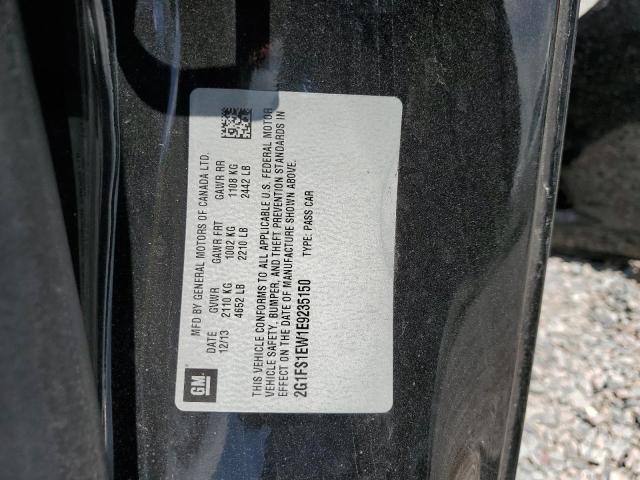 GM
MFD BY GENERAL MOTORS OF CANADA LTD.
DATE GVWR GAWR FRT GAWR RR
12/13 2110 KG 1002 KG 1108 KG
4652 LB 2210 LB 2442 LB
THIS VEHICLE CONFORMS TO ALL APPLICABLE U.S. FEDERAL MOTOR
VEHICLE SAFETY, BUMPER, AND THEFT PREVENTION STANDARDS IN
EFFECT ON THE DATE OF MANUFACTURE SHOWN ABOVE.
2G1FS1EW1E9235150 TYPE: PASS CAR